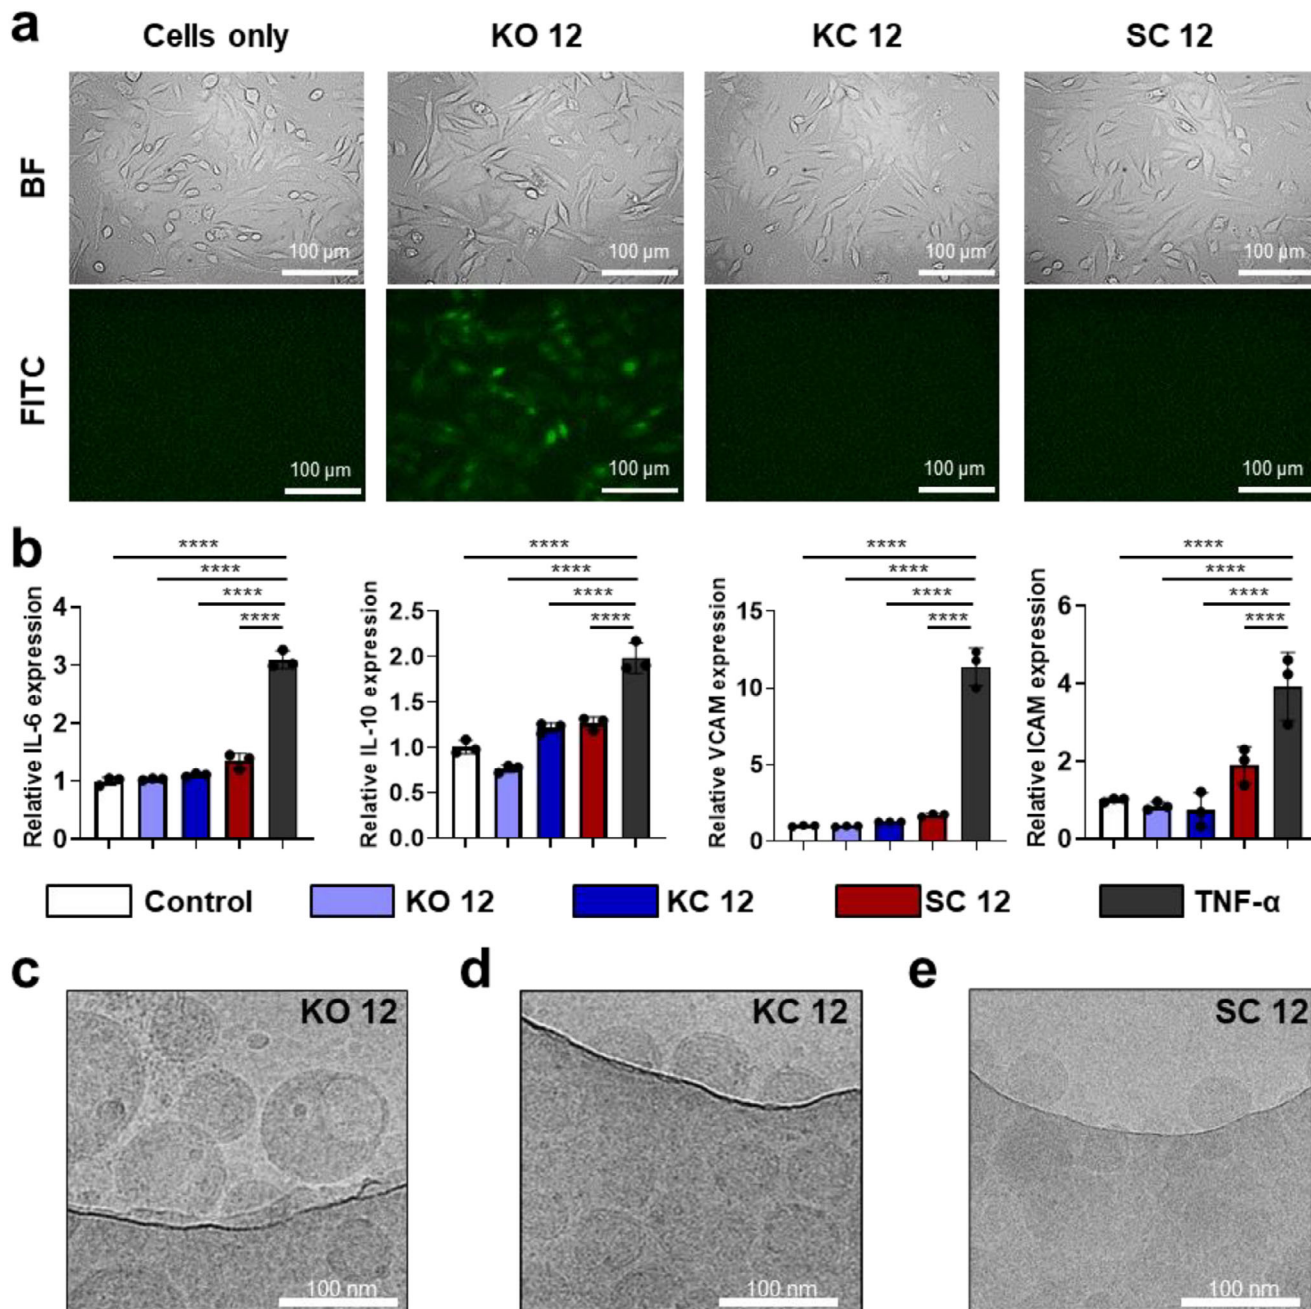 a
Cells only KO 12 KC 12 SC 12
BF
100 µm 100 µm 100 µm 100 µm
FITC
100 µm 100 µm 100 µm 100 µm
b
**** **** **** ****
**** **** **** ****
**** **** **** ****
**** **** **** ****
Relative IL-6 expression
4
3
2
1
0
Relative IL-10 expression
2.5
2.0
1.5
1.0
0.5
0.0
Relative VCAM expression
15
10
5
0
Relative ICAM expression
6
4
2
0
Control KO 12 KC 12 SC 12 TNF-α
c d e
KO 12 KC 12 SC 12
100 nm 100 nm 100 nm